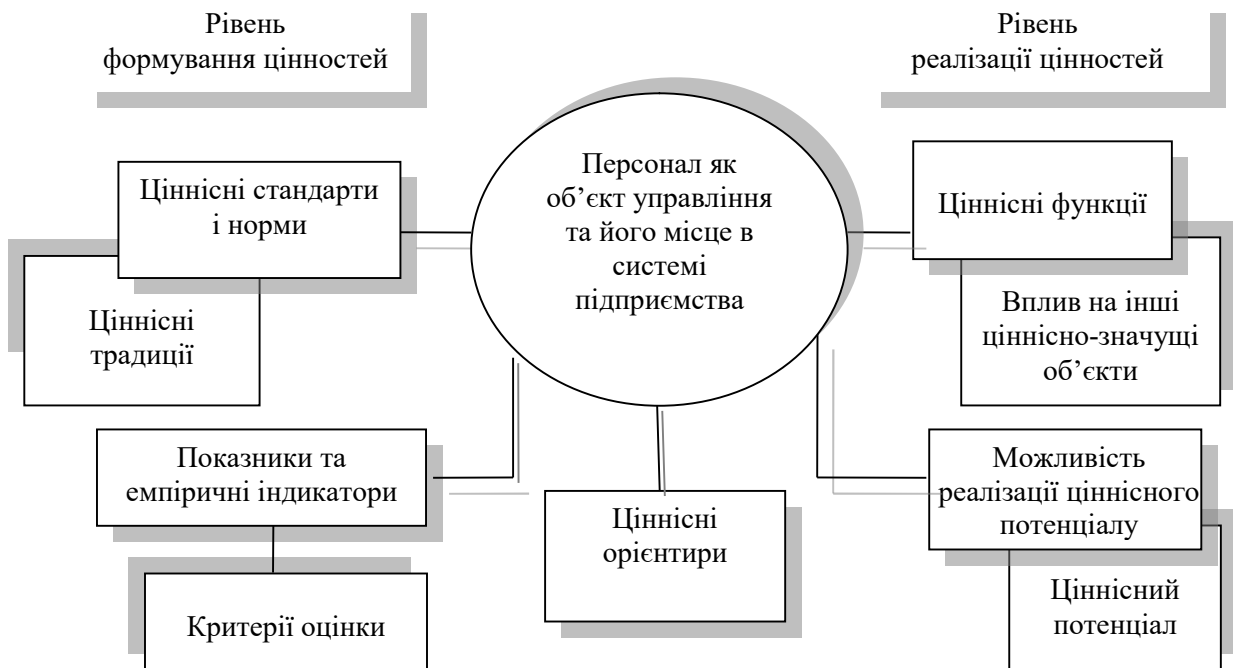 Рівень
формування цінностей
Рівень
реалізації цінностей
Персонал як
об’єкт управління
та його місце в
системі
підприємства
Ціннісні стандарти
і норми
Ціннісні
традиції
Ціннісні функції
Вплив на інші
ціннісно-значущі
об’єкти
Показники та
емпіричні індикатори
Критерії оцінки
Ціннісні
орієнтири
Можливість
реалізації ціннісного
потенціалу
Ціннісний
потенціал